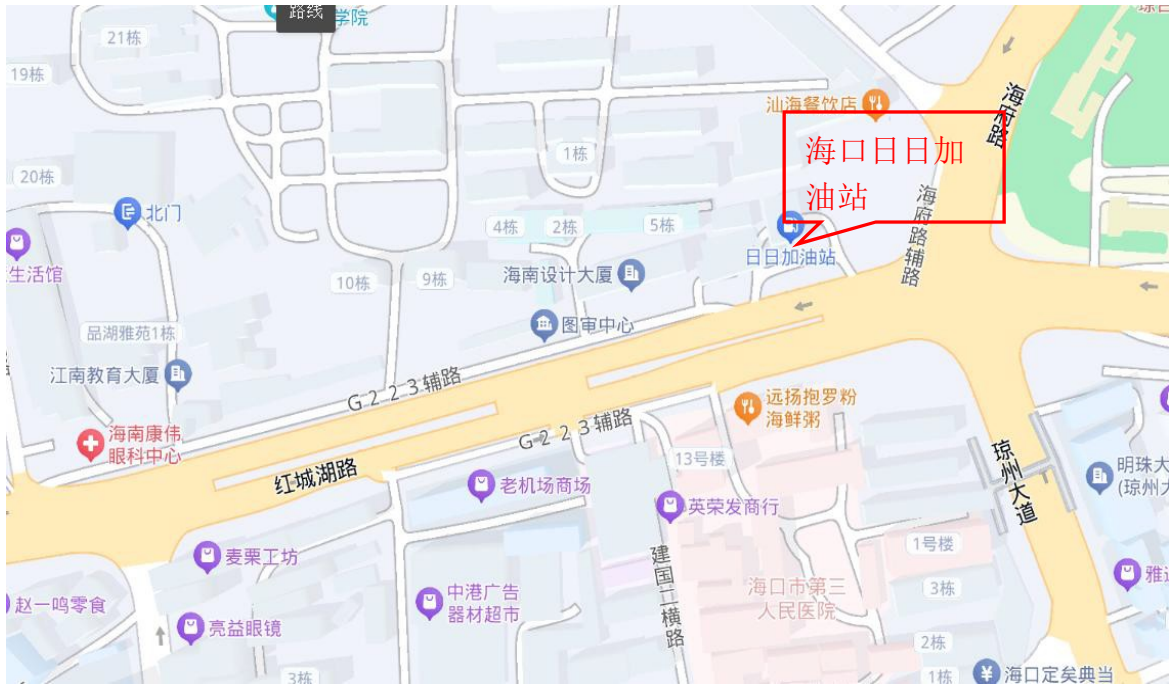 路线
学院
21栋
19栋
汕海餐饮店
海府路
海口日日加
油站
1栋
20栋
北门
海府路辅路
4栋
2栋
5栋
日日加油站
生活馆
10栋
9栋
海南设计大厦
图审中心
品湖雅苑1栋
江南教育大厦
G223辅路
远扬抱罗粉
海鲜粥
海南康伟
眼科中心
G223辅路
红城湖路
13号楼
琼州大道
明珠大
(琼州大
老机场商场
英荣发商行
麦栗工坊
建国二横路
1号楼
中港广告
器材超市
海口市第三
人民医院
3栋
雅
赵一鸣零食
亮益眼镜
2栋
3栋
1栋
海口定矣典当